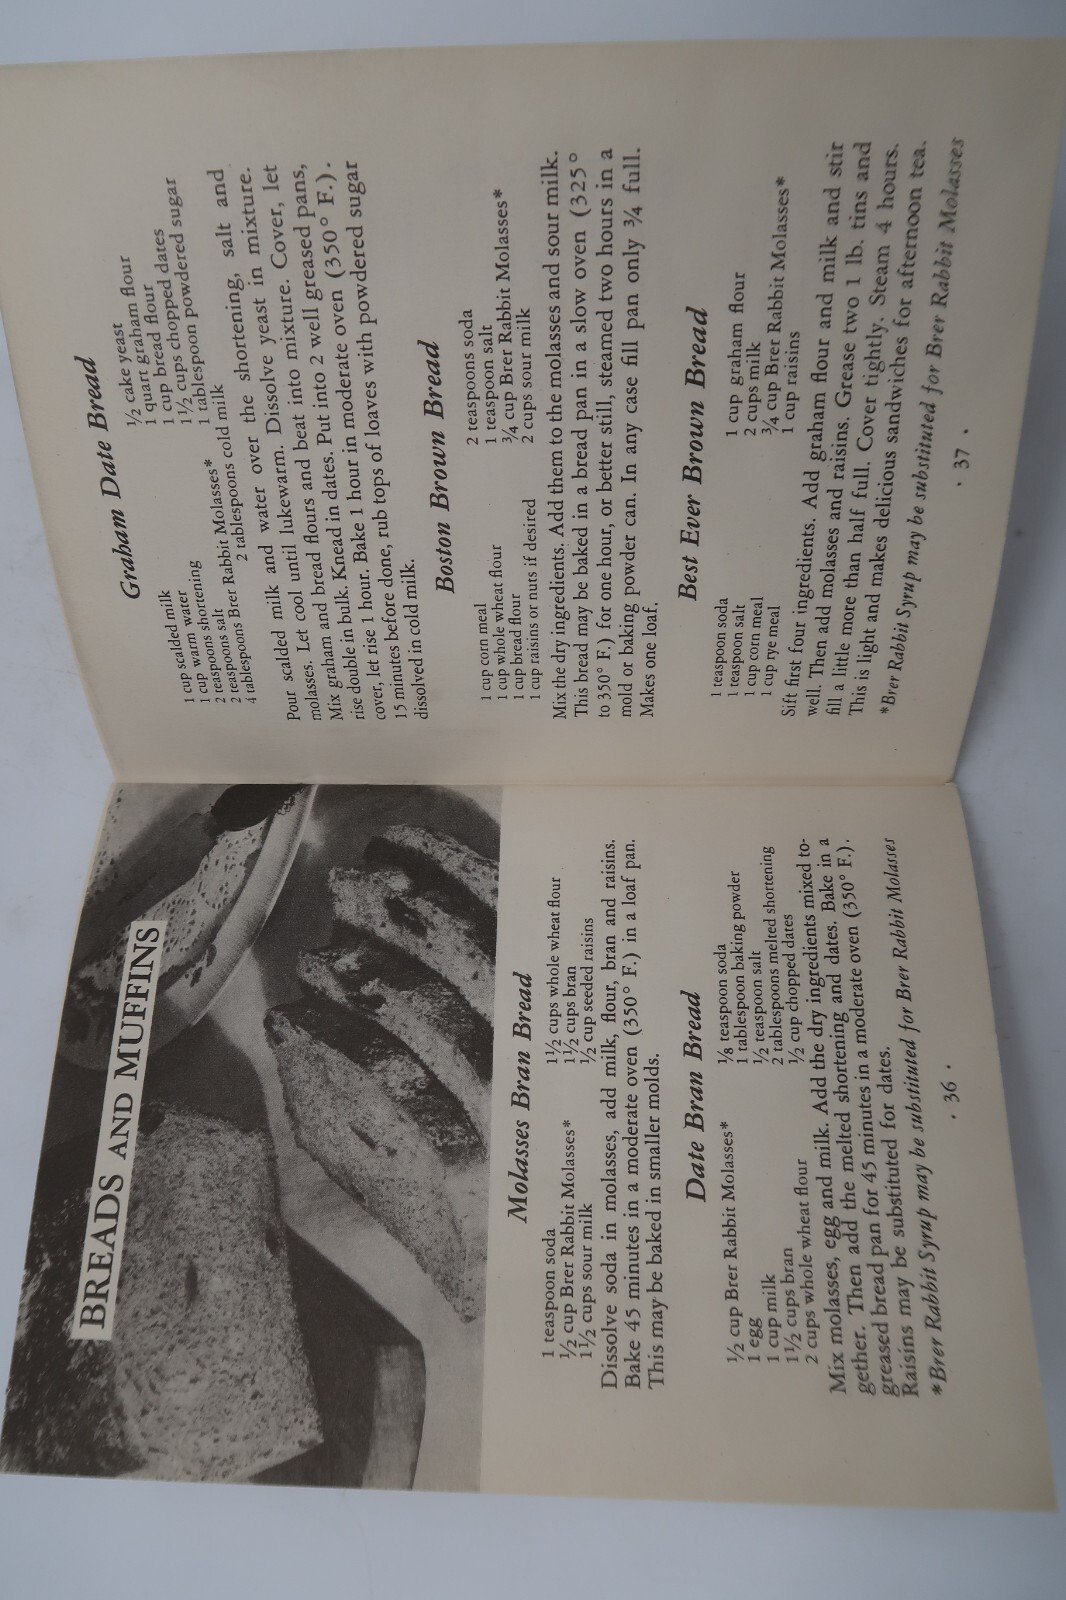 BREADS AND MUFFINS
Molasses Bran Bread
1 teaspoon soda
½ cup Brer Rabbit Molasses*
1½ cups sour milk
1½ cups whole wheat flour
1½ cups bran
½ cup seeded raisins
Dissolve soda in molasses, add milk, flour, bran and raisins.
Bake 45 minutes in a moderate oven (350° F.) in a loaf pan.
This may be baked in smaller molds.
Date Bran Bread
½ cup Brer Rabbit Molasses*
1 egg
1 cup milk
1½ cups bran
2 cups whole wheat flour
⅛ teaspoon soda
1 tablespoon baking powder
½ teaspoon salt
2 tablespoons melted shortening
½ cup chopped dates
Mix molasses, egg and milk. Add the dry ingredients mixed to-
gether. Then add the melted shortening and dates. Bake in a
greased bread pan for 45 minutes in a moderate oven (350° F.).
Raisins may be substituted for dates.
*Brer Rabbit Syrup may be substituted for Brer Rabbit Molasses
· 36 ·
Graham Date Bread
1 cup scalded milk
1 cup warm water
2 teaspoons shortening
2 teaspoons salt
2 teaspoons Brer Rabbit Molasses*
4 tablespoons Brer Rabbit Molasses*
½ cake yeast
1 quart graham flour
1 cup bread flour
1½ cups chopped dates
1 tablespoon powdered sugar
2 tablespoons cold milk
Pour scalded milk and water over the shortening, salt and
molasses. Let cool until lukewarm. Dissolve yeast in mixture.
Mix graham and bread flours and beat into mixture. Cover, let
rise double in bulk. Knead in dates. Put into 2 well greased pans,
cover, let rise 1 hour. Bake 1 hour in moderate oven (350° F.).
15 minutes before done, rub tops of loaves with powdered sugar
dissolved in cold milk.
Boston Brown Bread
1 cup corn meal
1 cup whole wheat flour
1 cup bread flour
1 cup raisins or nuts if desired
2 teaspoons soda
1 teaspoon salt
¾ cup Brer Rabbit Molasses*
2 cups sour milk
Mix the dry ingredients. Add them to the molasses and sour milk.
This bread may be baked in a bread pan in a slow oven (325°
to 350° F.) for one hour, or better still, steamed two hours in a
mold or baking powder can. In any case fill pan only ¾ full.
Makes one loaf.
Best Ever Brown Bread
1 teaspoon soda
1 teaspoon salt
1 cup corn meal
1 cup rye meal
1 cup graham flour
2 cups milk
¾ cup Brer Rabbit Molasses*
1 cup raisins
Sift first four ingredients. Add graham flour and milk and stir
well. Then add molasses and raisins. Grease two 1 lb. tins and
fill a little more than half full. Cover tightly. Steam 4 hours.
This is light and makes delicious sandwiches for afternoon tea.
*Brer Rabbit Syrup may be substituted for Brer Rabbit Molasses
· 37 ·